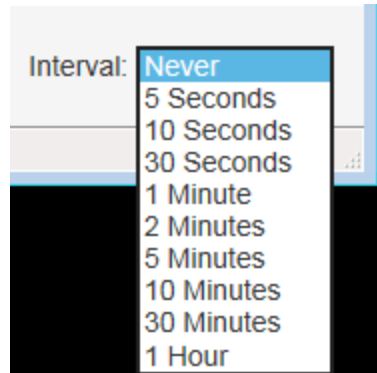 Interval: Never
5 Seconds
10 Seconds
30 Seconds
1 Minute
2 Minutes
5 Minutes
10 Minutes
30 Minutes
1 Hour